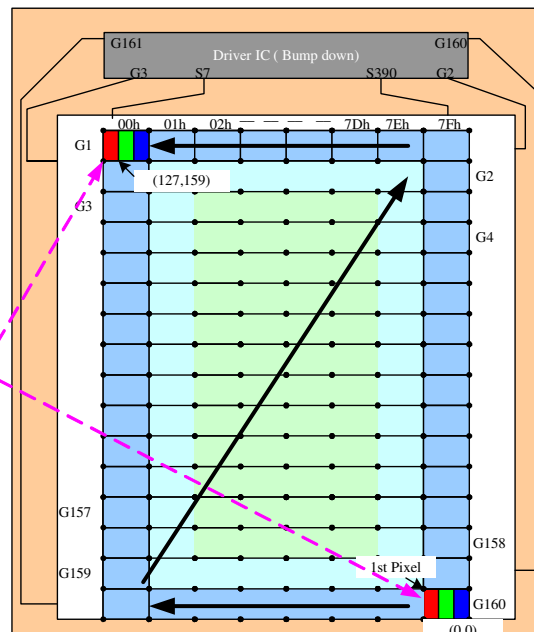 G161 G160
Driver IC ( Bump down)
G3 S7 S390 G2
00h 01h 02h 7Dh 7Eh 7Fh
G1
(127,159)
G2
G3
G4
G157
G158
1st Pixel
G159
G160
(0,0)